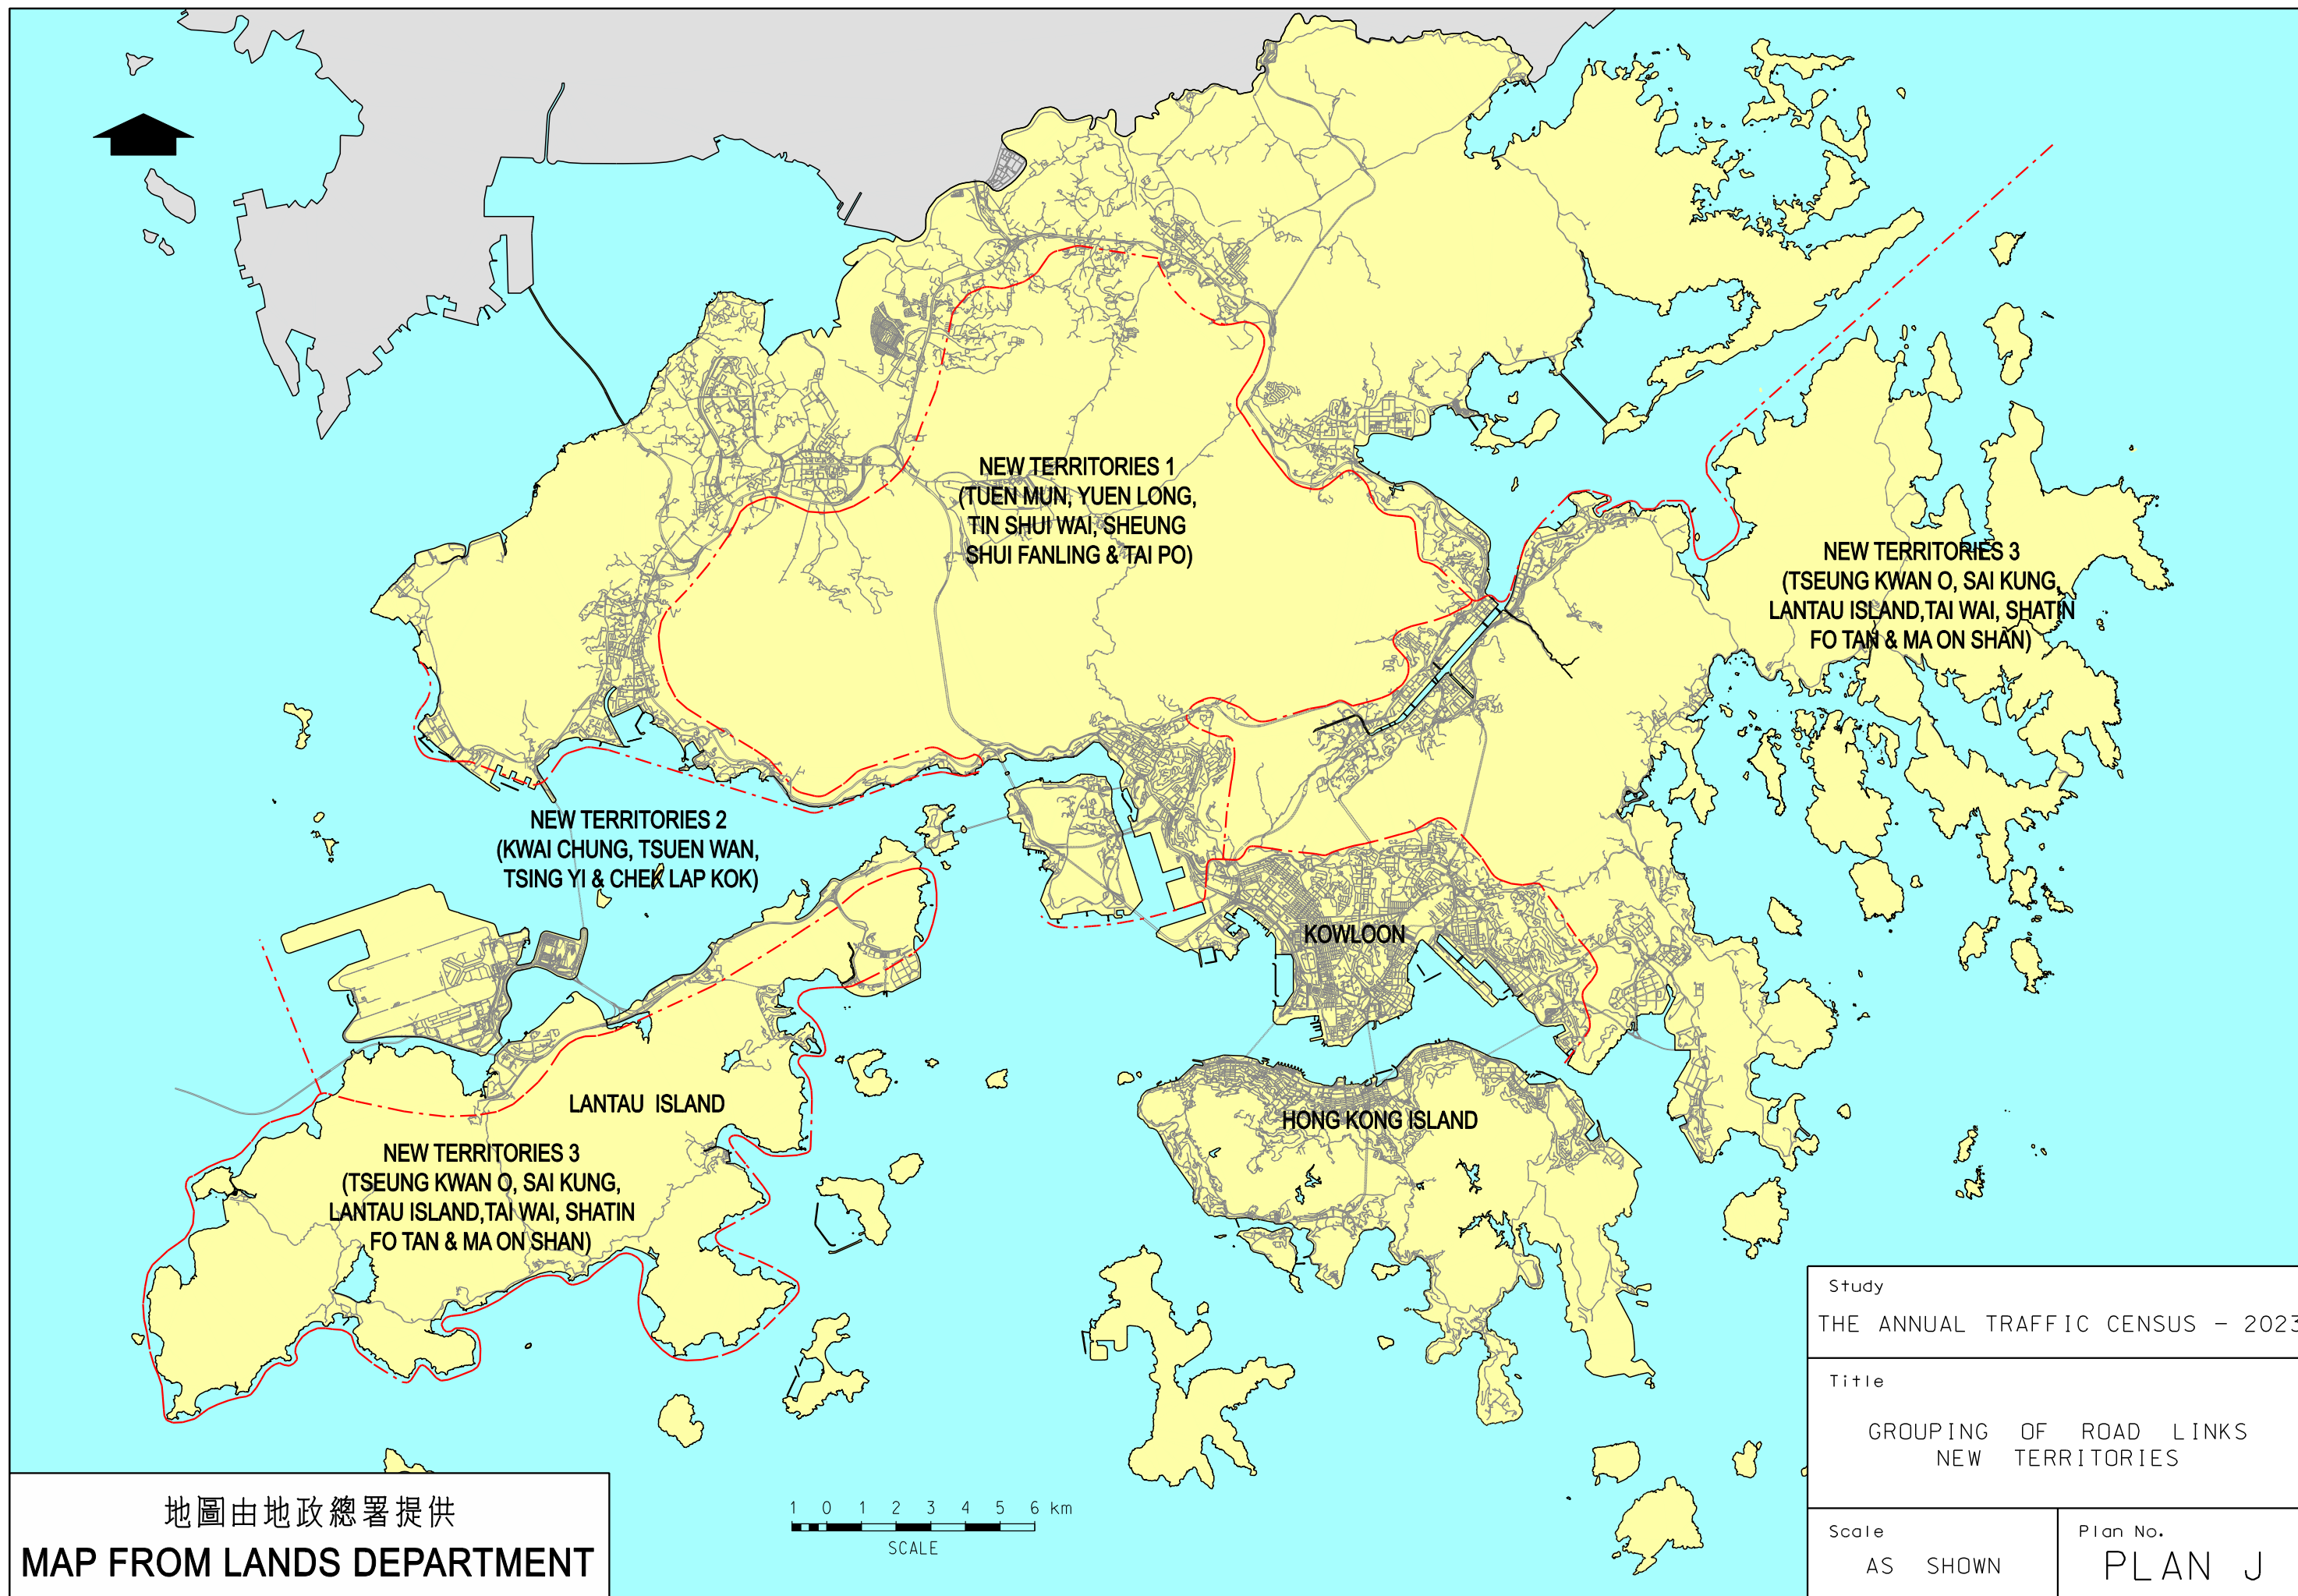 NEW TERRITORIES 1
(TUEN MUN, YUEN LONG,
TIN SHUI WAI, SHEUNG
SHUI FANLING & TAI PO)
NEW TERRITORIES 3
(TSEUNG KWAN O, SAI KUNG,
LANTAU ISLAND,TAI WAI, SHATIN
FO TAN & MA ON SHAN)
NEW TERRITORIES 2
(KWAI CHUNG, TSUEN WAN,
TSING YI & CHEK LAP KOK)
KOWLOON
LANTAU ISLAND
HONG KONG ISLAND
NEW TERRITORIES 3
(TSEUNG KWAN O, SAI KUNG,
LANTAU ISLAND,TAI WAI, SHATIN
FO TAN & MA ON SHAN)
Study
THE ANNUAL TRAFFIC CENSUS - 2023
Title
GROUPING OF ROAD LINKS
NEW TERRITORIES
Scale
AS SHOWN
Plan No.
PLAN J
1 0 1 2 3 4 5 6 km
SCALE
地圖由地政總署提供
MAP FROM LANDS DEPARTMENT